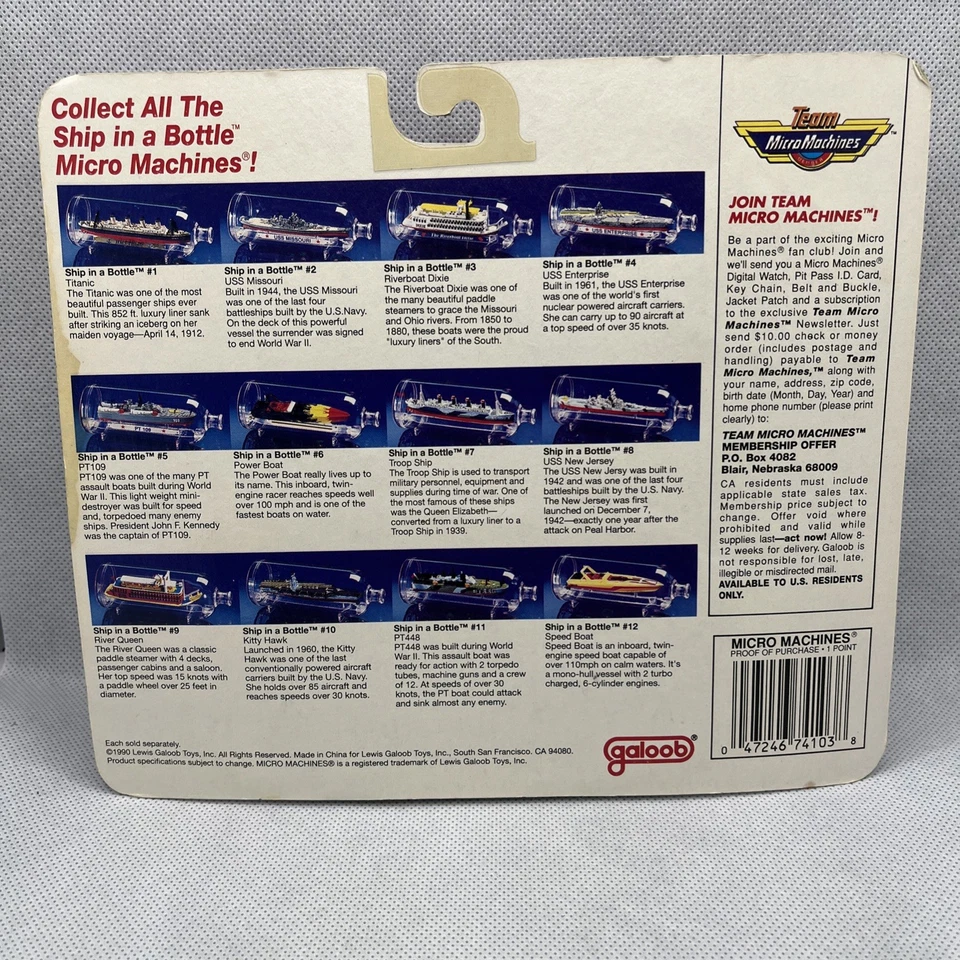 Collect All The
Ship in a Bottle™
Micro Machines®!
USS MISSOURI
USS ENTERPRISE
Ship in a Bottle™ #1
Titanic
The Titanic was one of the most
beautiful passenger ships ever
built. This 852 ft. luxury liner sank
after striking an iceberg on her
maiden voyage—April 14, 1912.
Ship in a Bottle™ #2
USS Missouri
Built in 1944, the USS Missouri
was one of the last four
battleships built by the U.S.Navy.
On the deck of this powerful
vessel the surrender was signed
to end World War II.
Ship in a Bottle™ #3
Riverboat Dixie
The Riverboat Dixie was one of
the many beautiful paddle
steamers to grace the Missouri
and Ohio rivers. From 1850 to
1880, these boats were the proud
"luxury liners" of the South.
Ship in a Bottle™ #4
USS Enterprise
Built in 1961, the USS Enterprise
was one of the world's first
nuclear powered aircraft carriers.
She can carry up to 90 aircraft at
a top speed of over 35 knots.
PT 109
Ship in a Bottle™ #5
PT109
PT109 was one of the many PT
assault boats built during World
War II. This light weight mini-
destroyer was built for speed
and, torpedoed many enemy
ships. President John F. Kennedy
was the captain of PT109.
Ship in a Bottle™ #6
Power Boat
The Power Boat really lives up to
its name. This inboard, twin-
engine racer reaches speeds well
over 100 mph and is one of the
fastest boats on water.
Ship in a Bottle™ #7
Troop Ship
The Troop Ship is used to transport
military personnel, equipment and
supplies during time of war. One of
the most famous of these ships
was the Queen Elizabeth—
converted from a luxury liner to a
Troop Ship in 1939.
Ship in a Bottle™ #8
USS New Jersey
The USS New Jersy was built in
1942 and was one of the last four
battleships built by the U.S. Navy.
The New Jersey was first
launched on December 7,
1942—exactly one year after the
attack on Peal Harbor.
Ship in a Bottle™ #9
River Queen
The River Queen was a classic
paddle steamer with 4 decks,
passenger cabins and a saloon.
Her top speed was 15 knots with
a paddle wheel over 25 feet in
diameter.
Ship in a Bottle™ #10
Kitty Hawk
Launched in 1960, the Kitty
Hawk was one of the last
conventionally powered aircraft
carriers built by the U.S. Navy.
She holds over 85 aircraft and
reaches speeds over 30 knots.
Ship in a Bottle™ #11
PT448
PT448 was built during World
War II. This assault boat was
ready for action with 2 torpedo
tubes, machine guns and a crew
of 12. At speeds of over 30
knots, the PT boat could attack
and sink almost any enemy.
Ship in a Bottle™ #12
Speed Boat
Speed Boat is an inboard, twin-
engine speed boat capable of
over 110mph on calm waters. It's
a mono-hull vessel with 2 turbo
charged, 6-cylinder engines.
Each sold separately.
©1990 Lewis Galoob Toys, Inc. All Rights Reserved. Made in China for Lewis Galoob Toys, Inc., South San Francisco. CA 94080.
Product specifications subject to change. MICRO MACHINES® is a registered trademark of Lewis Galoob Toys, Inc.
galoob®
Team
MicroMachines™
MEMBER
JOIN TEAM
MICRO MACHINES™!
Be a part of the exciting Micro
Machines® fan club! Join and
we'll send you a Micro Machines®
Digital Watch, Pit Pass I.D. Card,
Key Chain, Belt and Buckle,
Jacket Patch and a subscription
to the exclusive Team Micro
Machines™ Newsletter. Just
send $10.00 check or money
order (includes postage and
handling) payable to Team
Micro Machines,™ along with
your name, address, zip code,
birth date (Month, Day, Year) and
home phone number (please print
clearly) to:
TEAM MICRO MACHINES™
MEMBERSHIP OFFER
P.O. Box 4082
Blair, Nebraska 68009
CA residents must include
applicable state sales tax.
Membership price subject to
change. Offer void where
prohibited and valid while
supplies last—act now! Allow 8-
12 weeks for delivery. Galoob is
not responsible for lost, late,
illegible or misdirected mail.
AVAILABLE TO U.S. RESIDENTS
ONLY.
MICRO MACHINES®
PROOF OF PURCHASE • 1 POINT
0 47246 74103 8